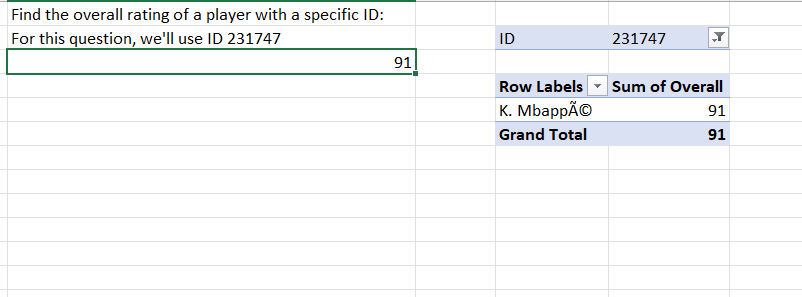 Find the overall rating of a player with a specific ID:
For this question, we'll use ID 231747
91
ID 231747
Row Labels Sum of Overall
K. MbappÃ© 91
Grand Total 91